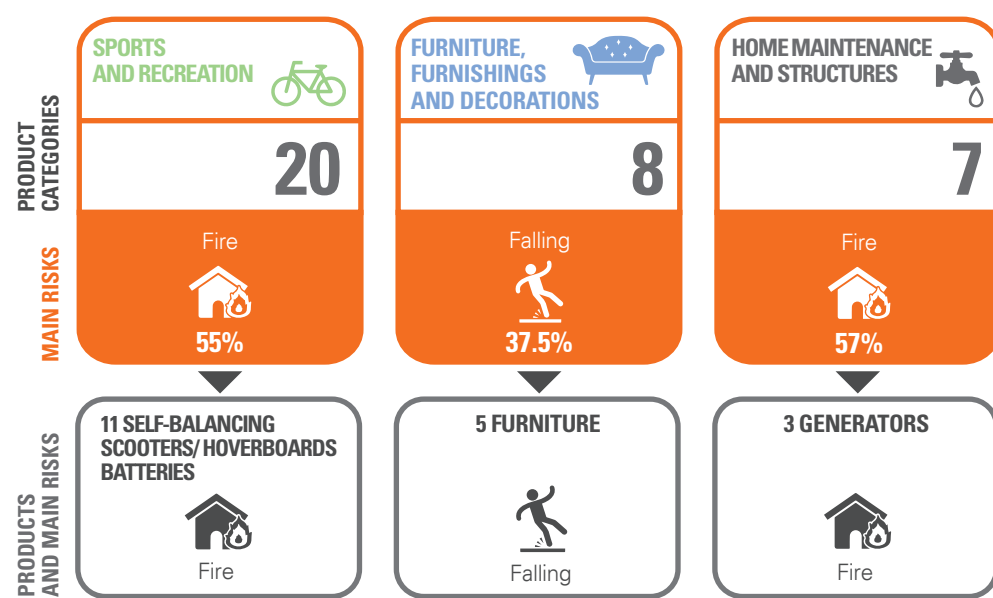 PRODUCT
CATEGORIES
SPORTS
AND RECREATION
20
FURNITURE,
FURNISHINGS
AND DECORATIONS
8
HOME MAINTENANCE
AND STRUCTURES
7
MAIN RISKS
Fire
55%
Falling
37.5%
Fire
57%
PRODUCTS
AND MAIN RISKS
11 SELF-BALANCING
SCOOTERS/ HOVERBOARDS
BATTERIES
Fire
5 FURNITURE
Falling
3 GENERATORS
Fire